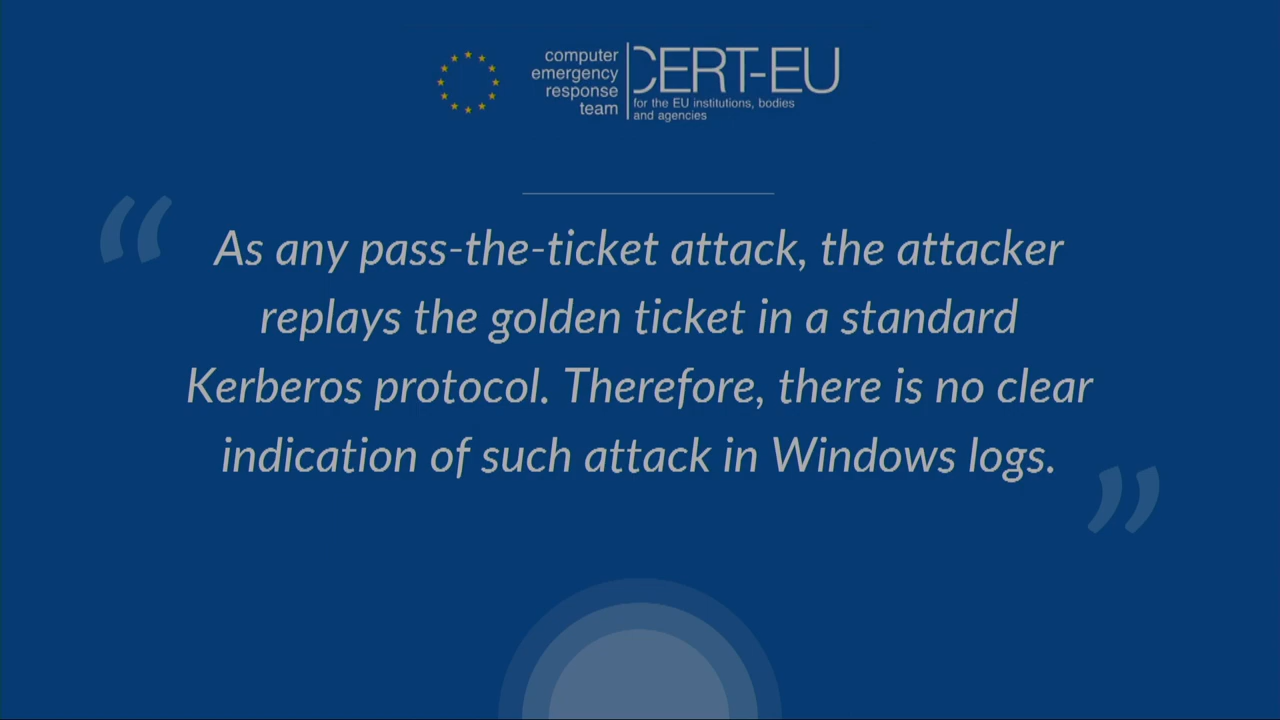 computer
emergency
response
team
CERT-EU
for the EU institutions, bodies
and agencies
“
As any pass-the-ticket attack, the attacker
replays the golden ticket in a standard
Kerberos protocol. Therefore, there is no clear
indication of such attack in Windows logs.
”